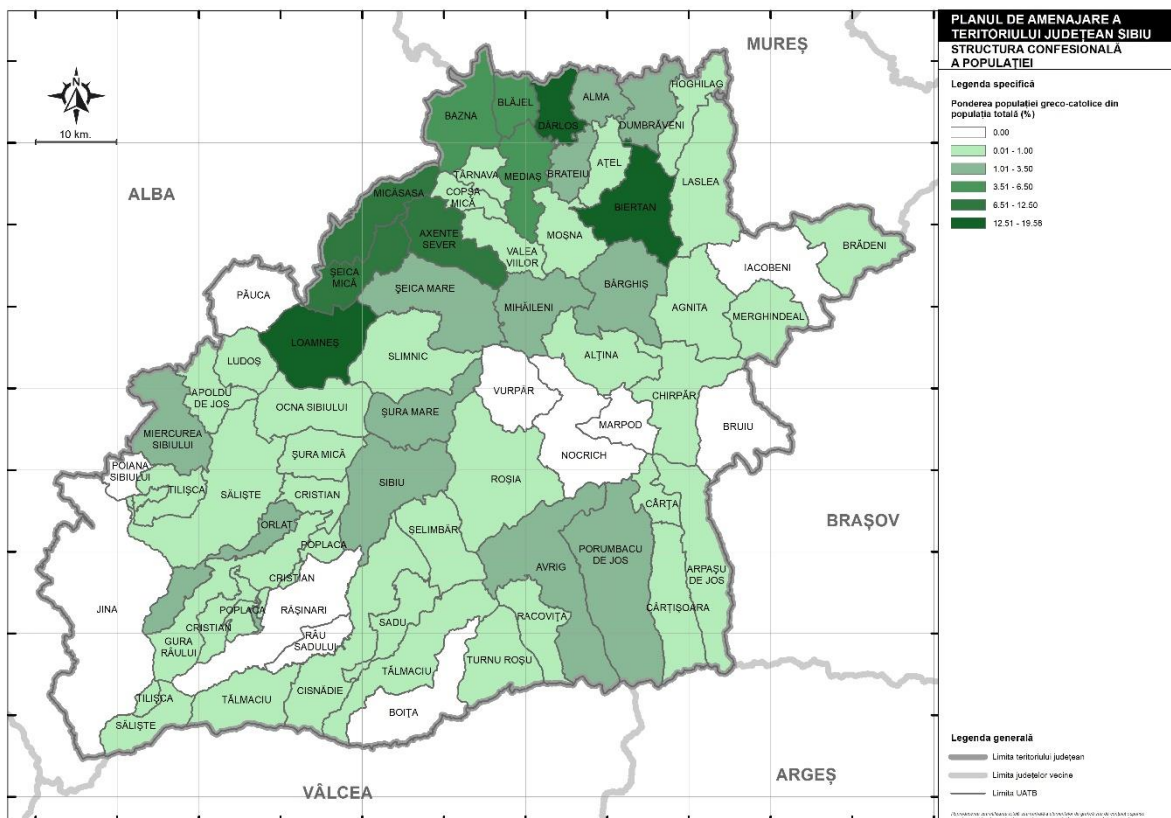 PLANUL DE AMENAJARE A
TERITORIULUI JUDEȚEAN SIBIU
STRUCTURA CONFESIONALĂ
A POPULAȚIEI
Legenda specifică
Ponderea populației greco-catolice din
populația totală (%)
0.00
0.01 - 1.00
1.01 - 3.50
3.51 - 6.50
6.51 - 12.50
12.51 - 19.58
MUREȘ
N
10 km.
ALBA
HOGHILAG
BLĂJEL
ALMA
BAZNA
DÂRLOS
DUMBRĂVENI
AȚEL
TÂRNAVA
MEDIAȘ
BRATEIU
LASLEA
MICĂSASA
COPȘA
MICĂ
BIERTAN
AXENTE
SEVER
MOȘNA
BRĂDENI
VALEA
VIILOR
IACOBENI
ȘEICA
MICĂ
ȘEICA MARE
BÂRGHIȘ
PĂUCA
MIHĂILENI
AGNITA
MERGHINDEAL
LOAMNEȘ
SLIMNIC
ALȚINA
LUDOȘ
VURPĂR
CHIRPĂR
APOLDU
DE JOS
OCNA SIBIULUI
ȘURA MARE
MARPOD
BRUIU
MIERCUREA
SIBIULUI
ȘURA MICĂ
NOCRICH
POIANA
SIBIULUI
TILIȘCA
SĂLIȘTE
CRISTIAN
SIBIU
ROȘIA
CÂRȚA
ORLAT
ȘELIMBĂR
BRAȘOV
POPLACA
PORUMBACU
DE JOS
AVRIG
ARPAȘU
DE JOS
CRISTIAN
JINA
RĂȘINARI
CÂRȚIȘOARA
POPLACA
RACOVIȚA
CRISTIAN
SADU
GURA
RÂULUI
RÂU
SADULUI
TURNU ROȘU
TĂLMACIU
CISNĂDIE
TILIȘCA
TĂLMACIU
BOIȚA
SĂLIȘTE
VÂLCEA
ARGEȘ
Legenda generală
Limita teritoriului județean
Limita județelor vecine
Limita UATB